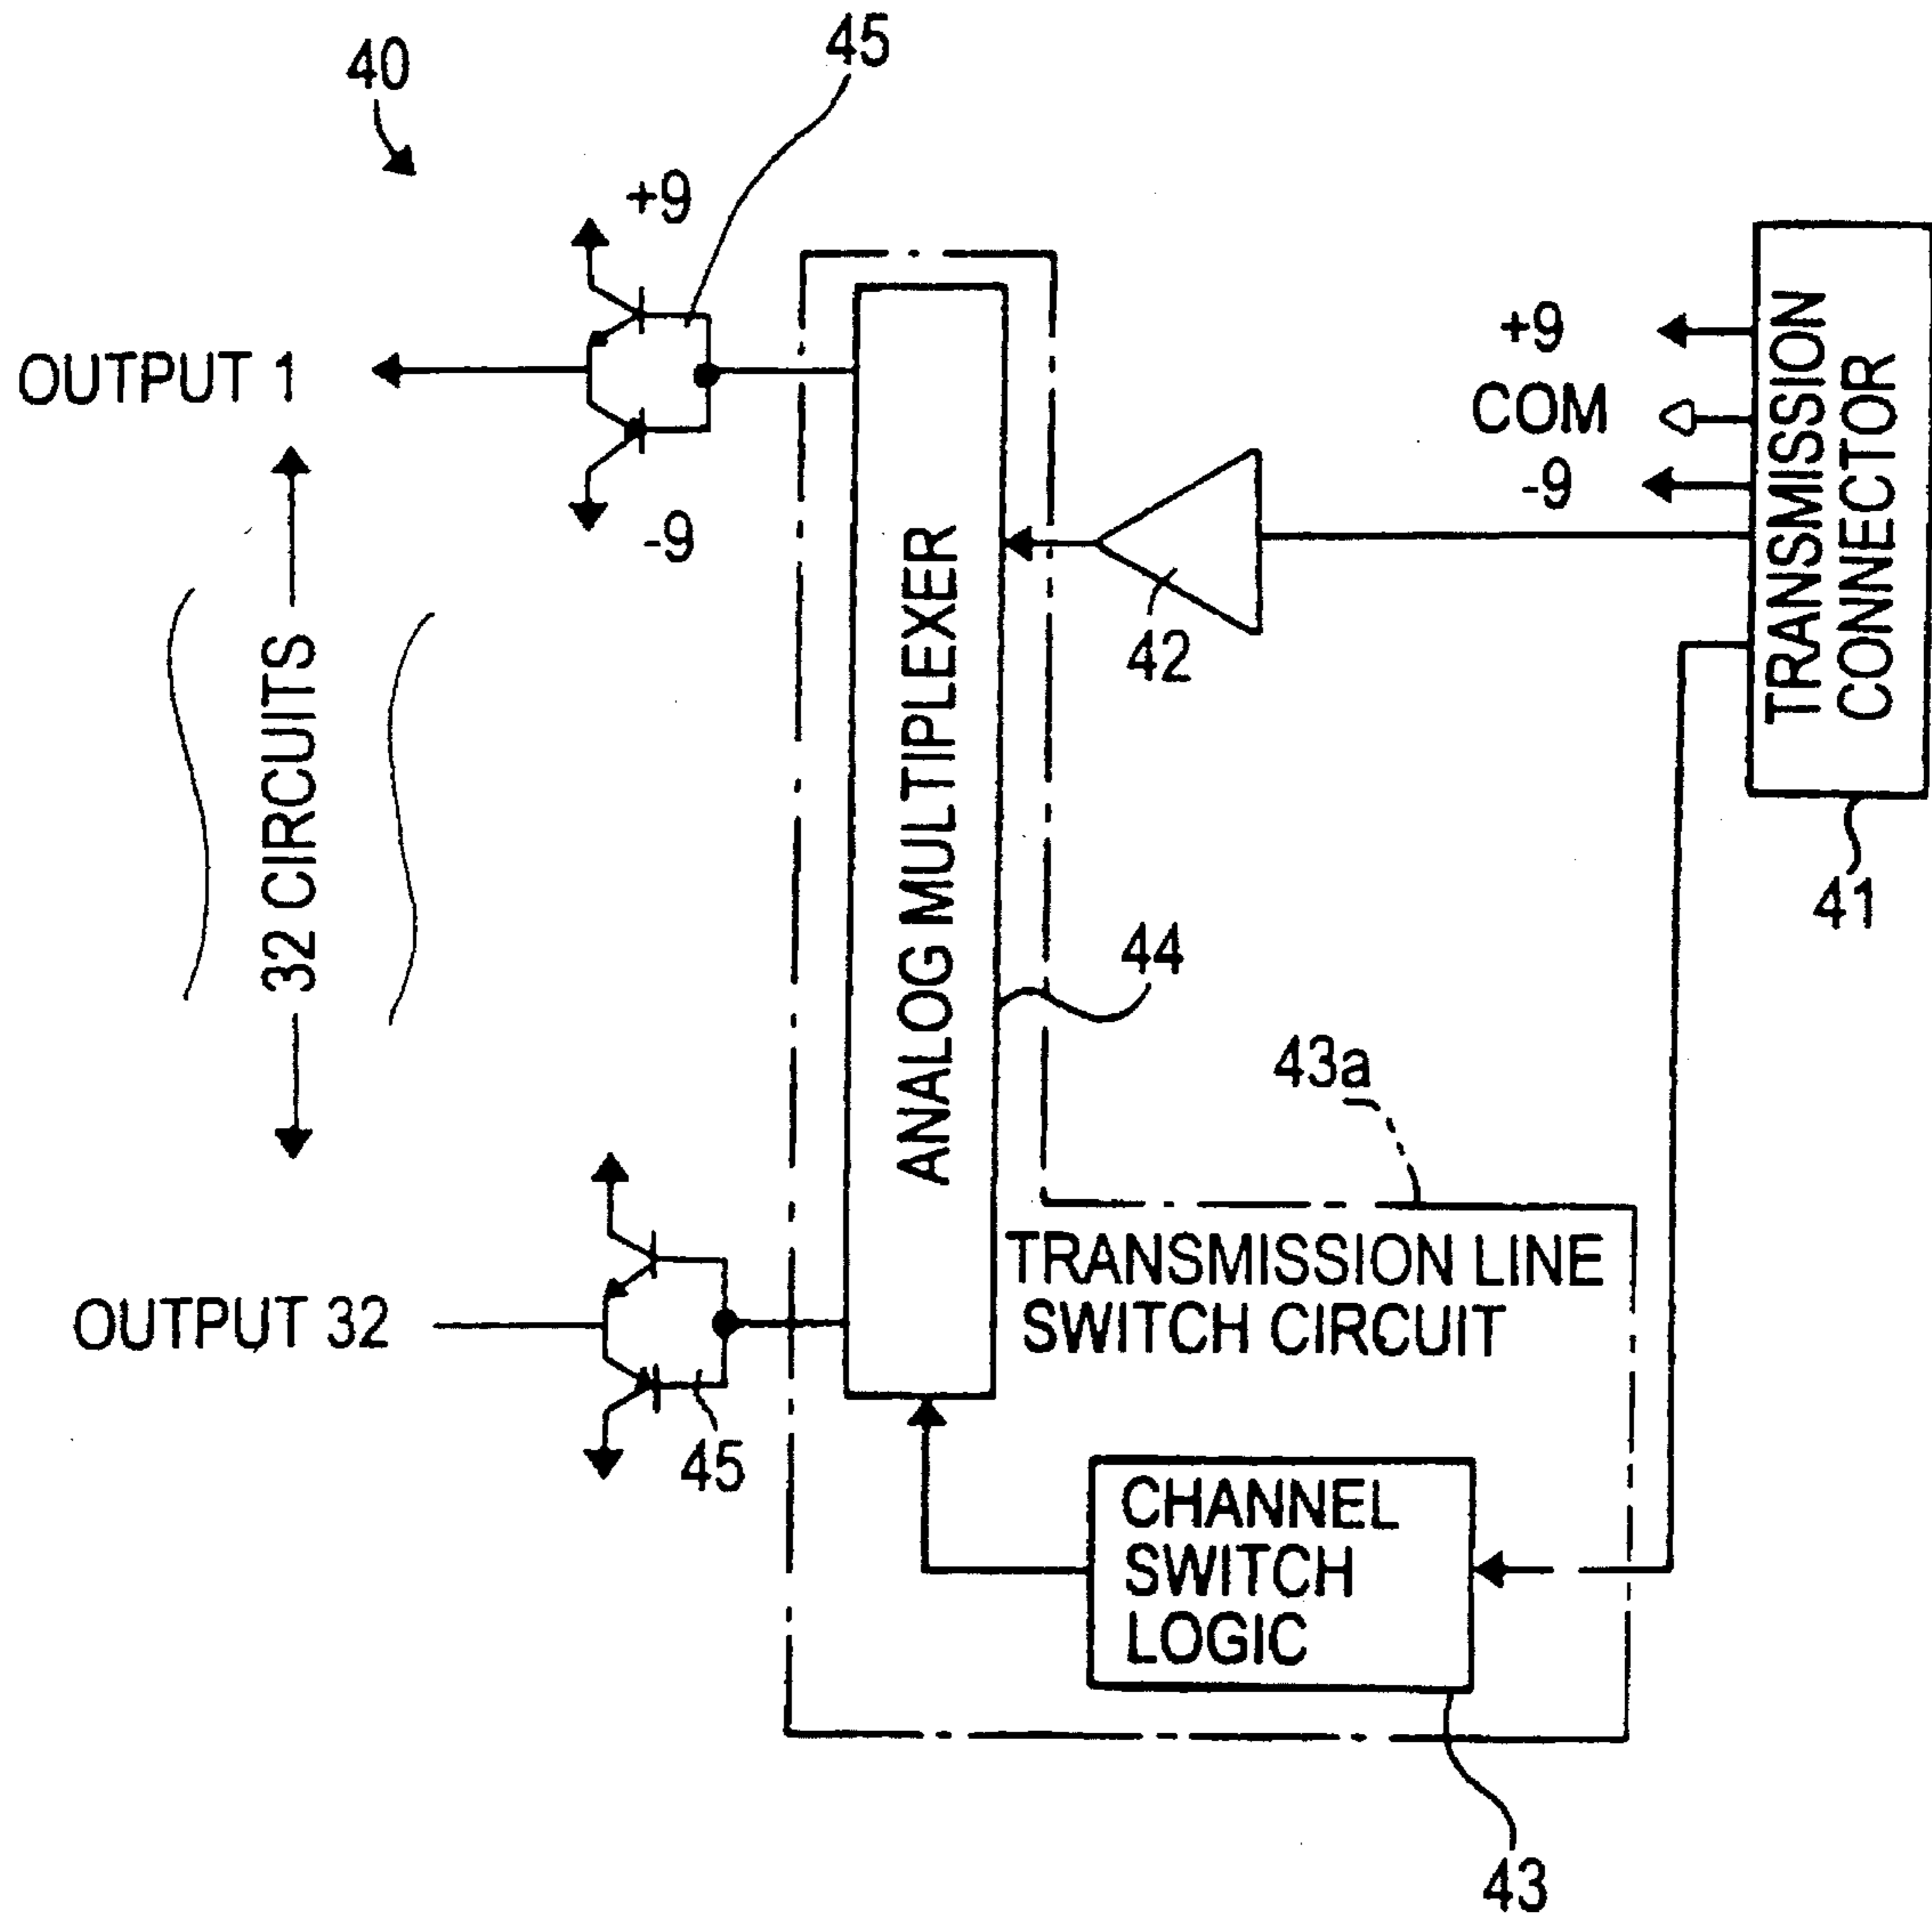 40
45
+9
OUTPUT 1
-9
32 CIRCUITS
OUTPUT 32
45
ANALOG MULTIPLEXER
42
44
+9
COM
-9
TRANSMISSION
CONNECTOR
41
43a
TRANSMISSION LINE
SWITCH CIRCUIT
CHANNEL
SWITCH
LOGIC
43